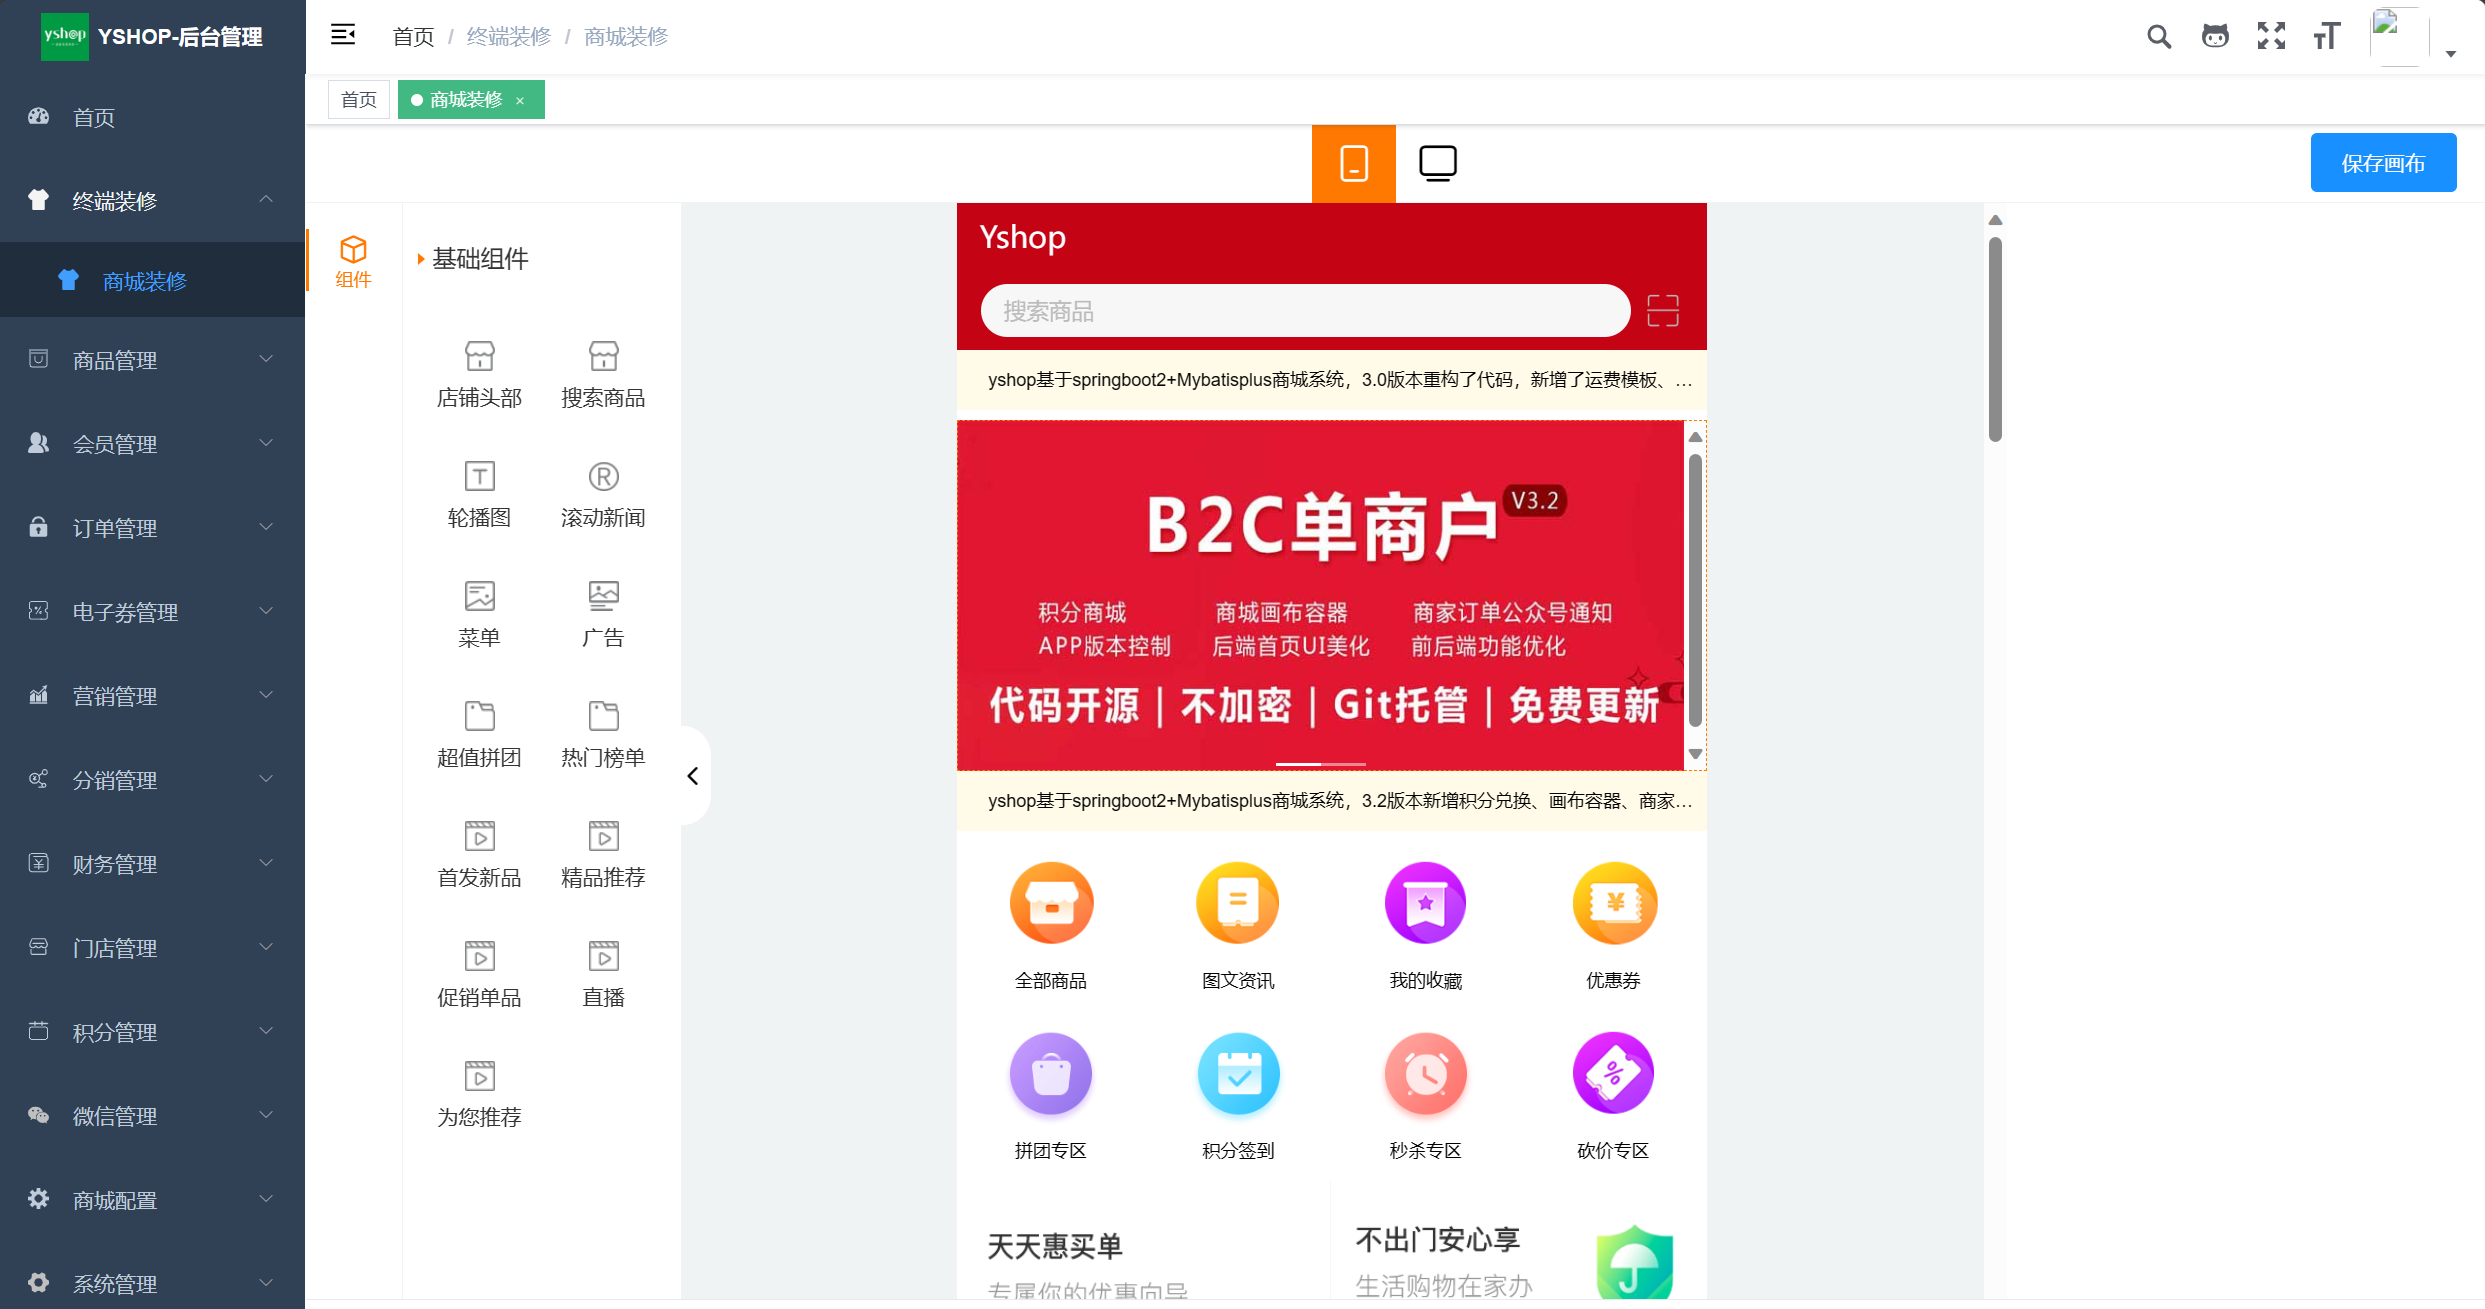 yshop
YSHOP-后台管理
首页 / 终端装修 / 商城装修
首页
商城装修 ×
保存画布
首页
终端装修
商城装修
商品管理
会员管理
订单管理
电子券管理
营销管理
分销管理
财务管理
门店管理
积分管理
微信管理
商城配置
系统管理
组件
基础组件
店铺头部
搜索商品
轮播图
滚动新闻
菜单
广告
超值拼团
热门榜单
首发新品
精品推荐
促销单品
直播
为您推荐
Yshop
搜索商品
yshop基于springboot2+Mybatisplus商城系统，3.0版本重构了代码，新增了运费模板、...
B2C单商户 V3.2
积分商城 商城画布容器 商家订单公众号通知
APP版本控制 后端首页UI美化 前后端功能优化
代码开源 | 不加密 | Git托管 | 免费更新
yshop基于springboot2+Mybatisplus商城系统，3.2版本新增积分兑换、画布容器、商家...
全部商品 图文资讯 我的收藏 优惠券
拼团专区 积分签到 秒杀专区 砍价专区
天天惠买单
专属你的优惠向导
不出门安心享
生活购物在家办